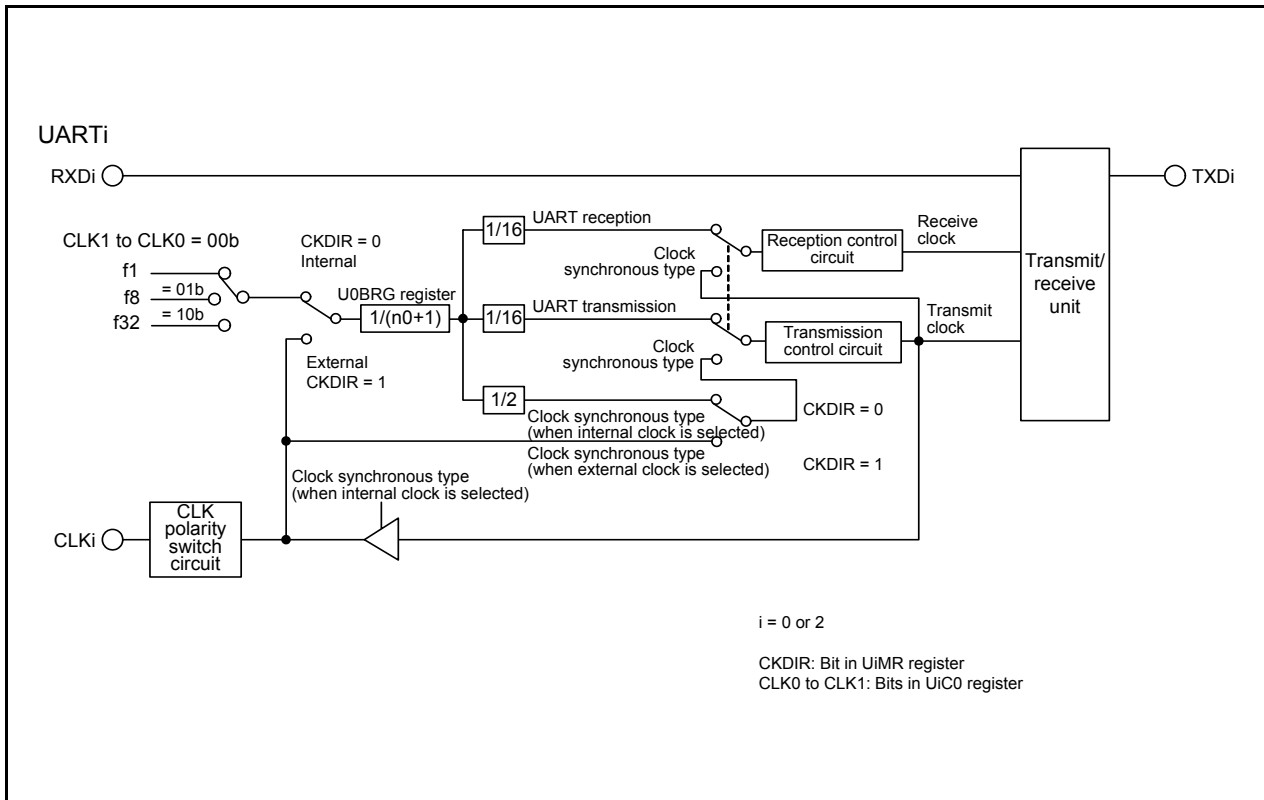 UARTi
RXDi
TXDi
CLK1 to CLK0 = 00b
f1
f8
= 01b
f32
= 10b
CKDIR = 0
Internal
U0BRG register
1/(n0+1)
External
CKDIR = 1
1/16
UART reception
Clock
synchronous type
Reception control
circuit
Receive
clock
Transmit/
receive
unit
1/16
UART transmission
Clock
synchronous type
Transmission
control circuit
Transmit
clock
1/2
Clock synchronous type
(when internal clock is selected)
CKDIR = 0
Clock synchronous type
(when external clock is selected)
CKDIR = 1
Clock synchronous type
(when internal clock is selected)
CLKi
CLK
polarity
switch
circuit
i = 0 or 2
CKDIR: Bit in UiMR register
CLK0 to CLK1: Bits in UiC0 register